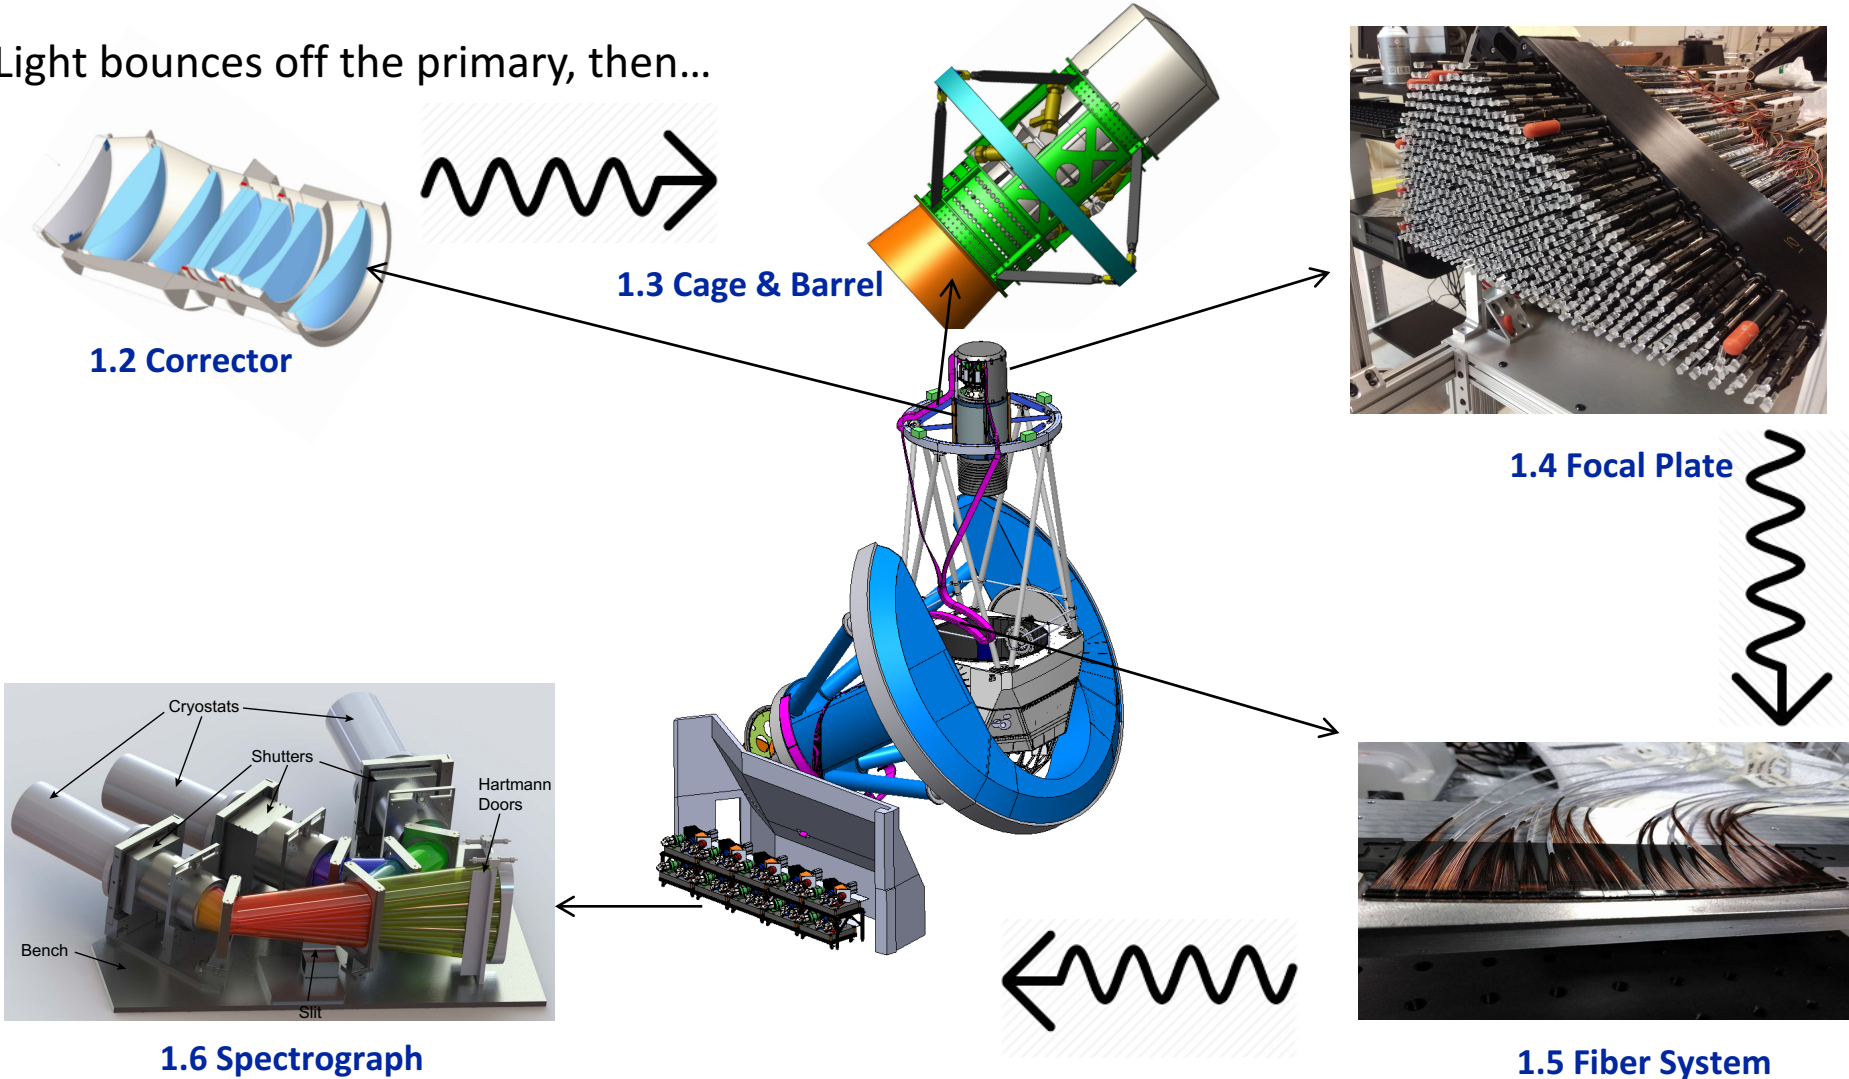 Light bounces off the primary, then...
1.2 Corrector
1.3 Cage & Barrel
1.4 Focal Plate
Cryostats
Shutters
Hartmann
Doors
Bench
Slit
1.6 Spectrograph
1.5 Fiber System